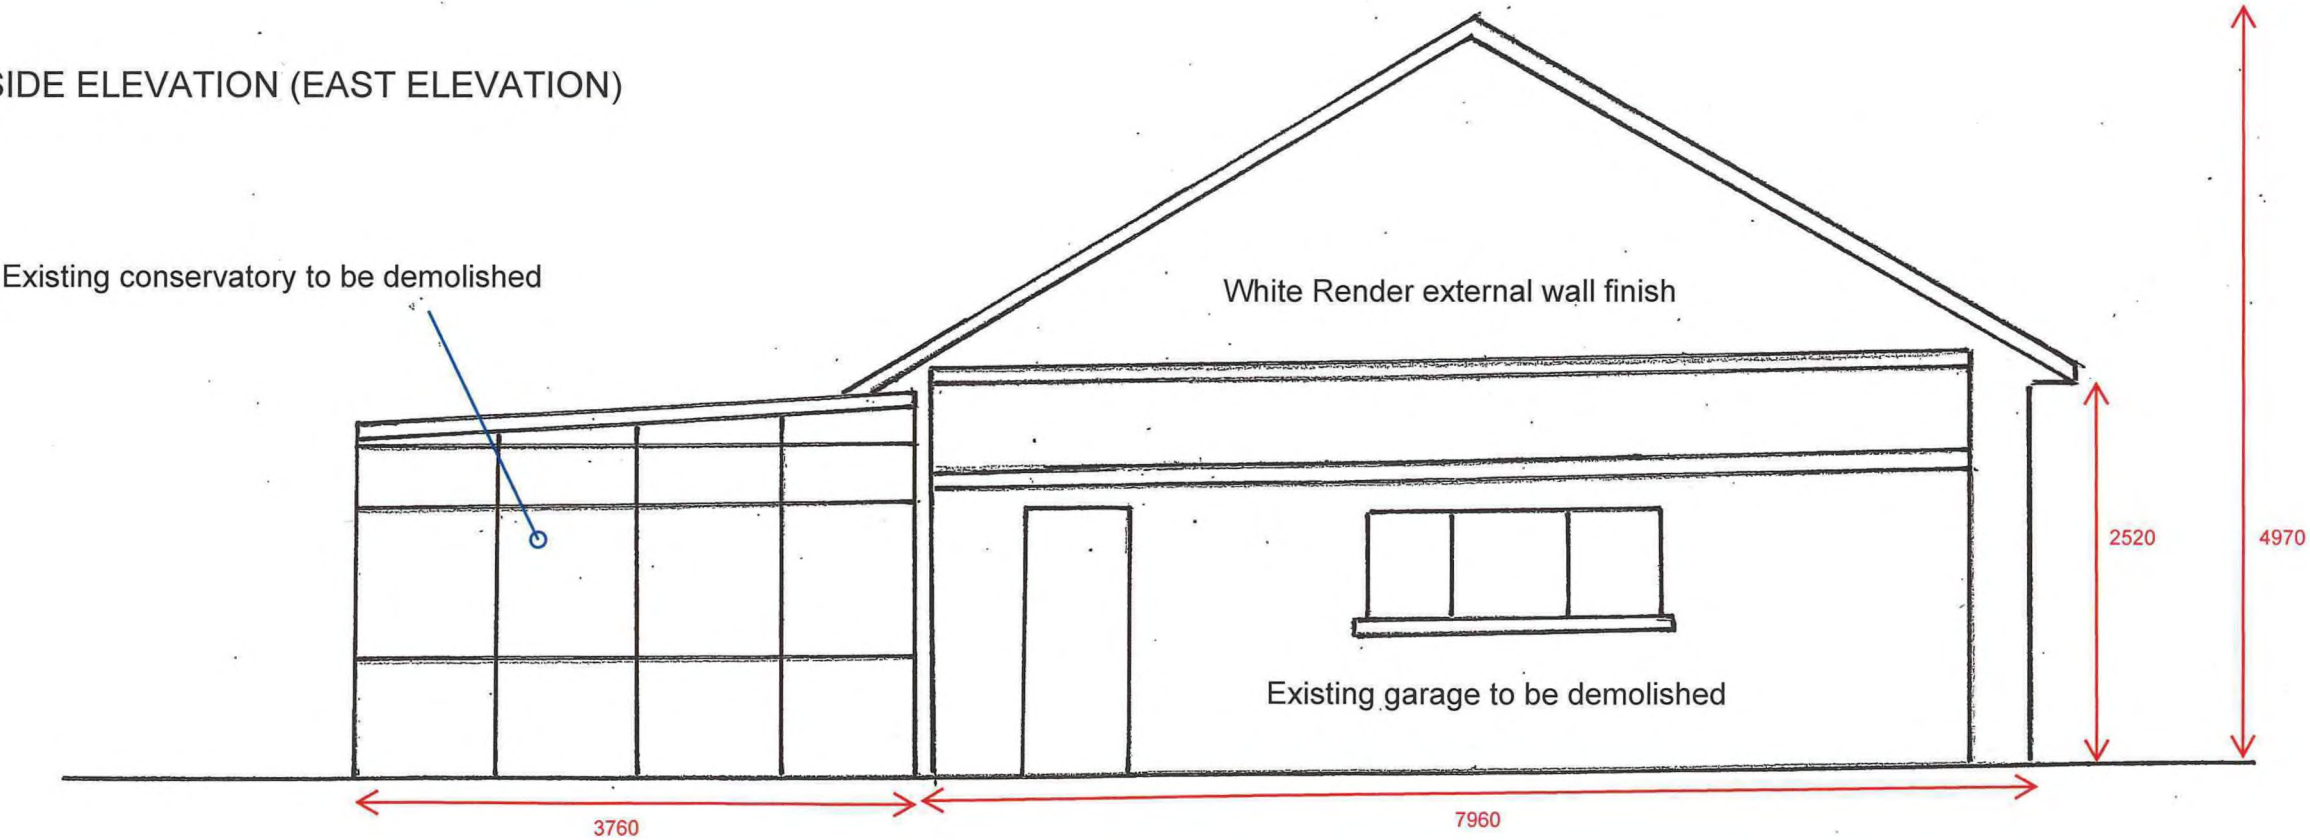 SIDE ELEVATION (EAST ELEVATION)
Existing conservatory to be demolished
White Render external wall finish
2520
4970
Existing garage to be demolished
3760
7960